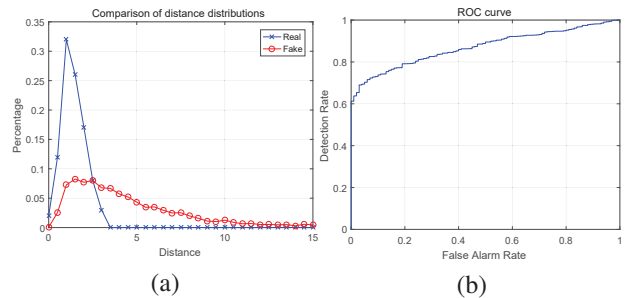 Comparison of distance distributions
Real
Fake
Percentage
0.35
0.3
0.25
0.2
0.15
0.1
0.05
0
0 5 10 15
Distance
(a)
ROC curve
Detection Rate
1
0.8
0.6
0.4
0.2
0
0 0.2 0.4 0.6 0.8 1
False Alarm Rate
(b)